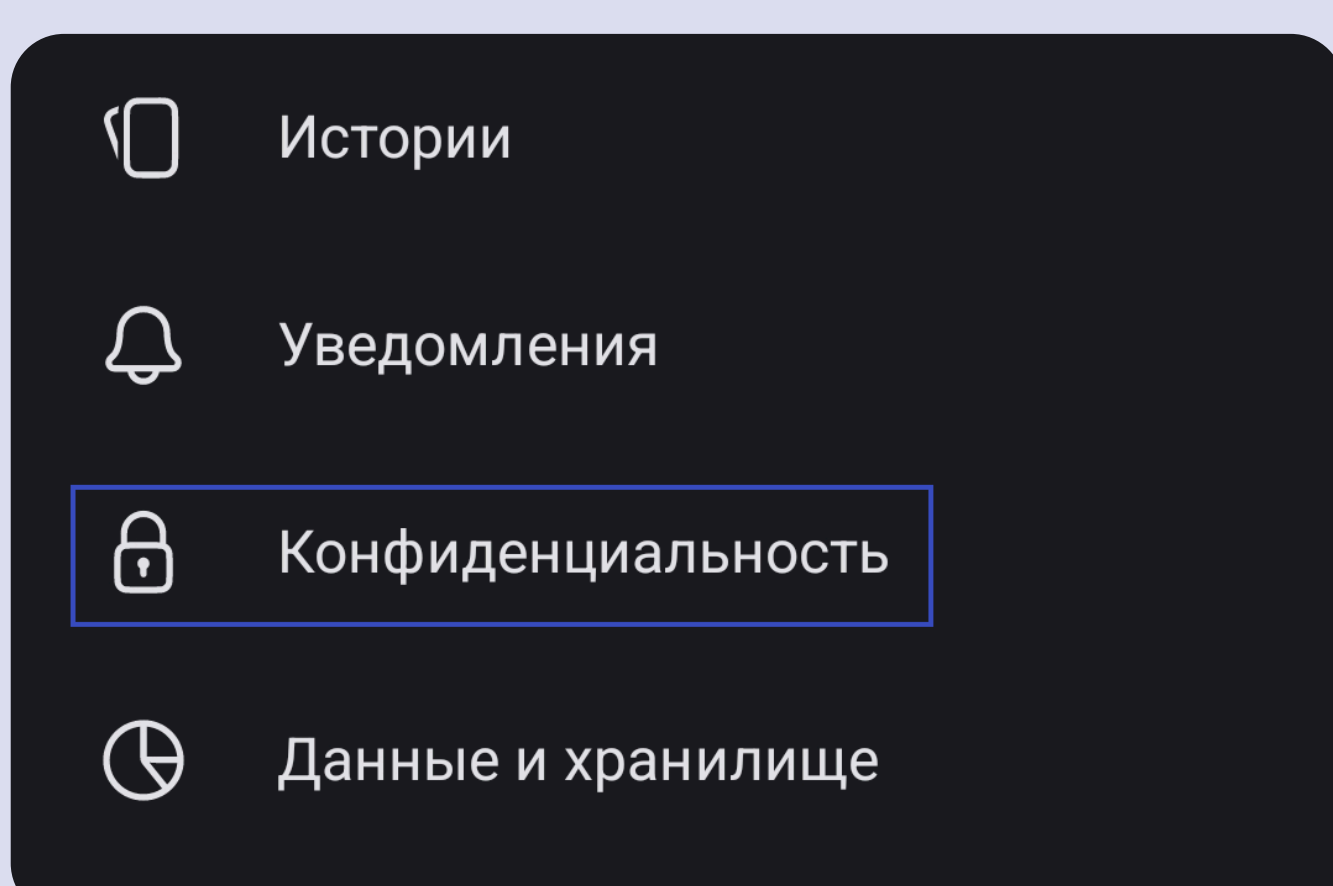 Истории
Уведомления
Конфиденциальность
Данные и хранилище